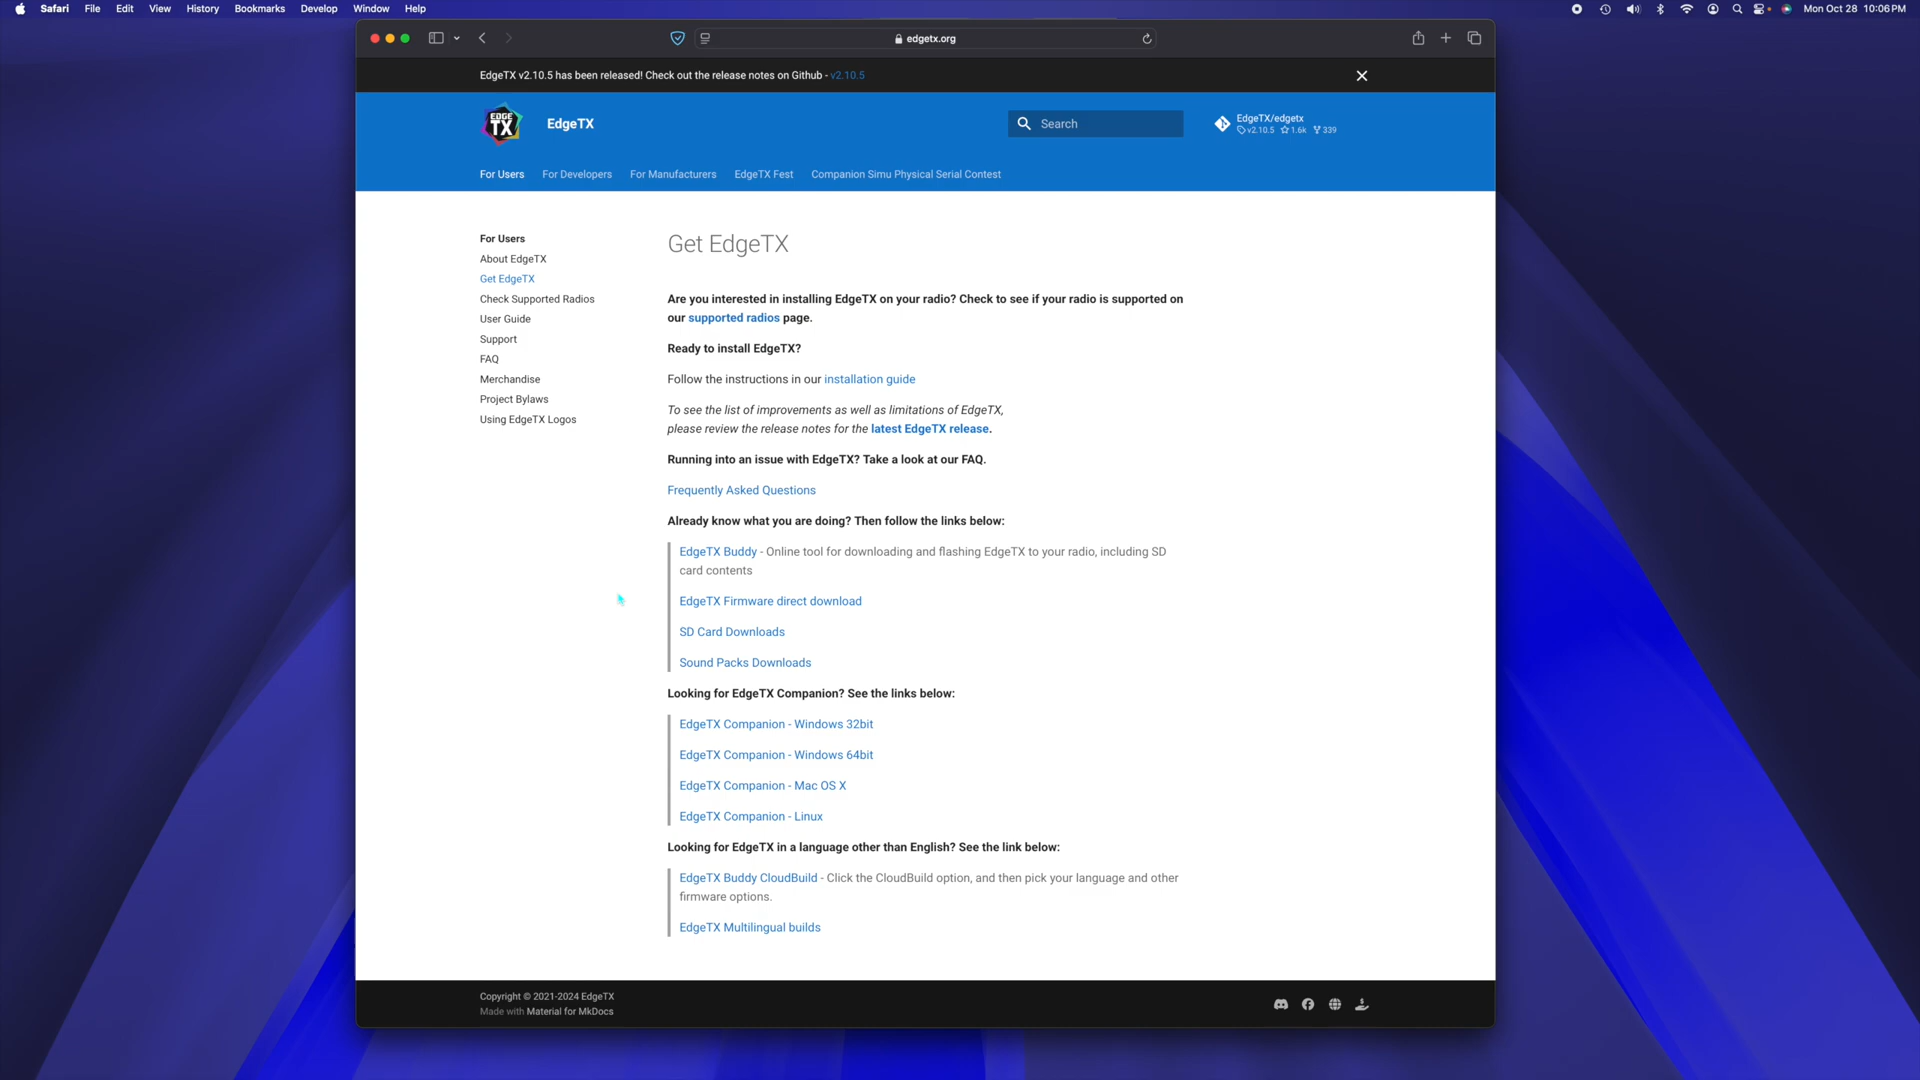 Safari File Edit View History Bookmarks Develop Window Help Mon Oct 28 10:06 PM
edgetx.org
EdgeTX v2.10.5 has been released! Check out the release notes on Github - v2.10.5
EDGE TX
EdgeTX
Search
EdgeTX/edgetx
v2.10.5 1.6k 339
For Users For Developers For Manufacturers EdgeTX Fest Companion Simu Physical Serial Contest
For Users
About EdgeTX
Get EdgeTX
Check Supported Radios
User Guide
Support
FAQ
Merchandise
Project Bylaws
Using EdgeTX Logos
Get EdgeTX
Are you interested in installing EdgeTX on your radio? Check to see if your radio is supported on
our supported radios page.
Ready to install EdgeTX?
Follow the instructions in our installation guide
To see the list of improvements as well as limitations of EdgeTX,
please review the release notes for the latest EdgeTX release.
Running into an issue with EdgeTX? Take a look at our FAQ.
Frequently Asked Questions
Already know what you are doing? Then follow the links below:
EdgeTX Buddy - Online tool for downloading and flashing EdgeTX to your radio, including SD
card contents
EdgeTX Firmware direct download
SD Card Downloads
Sound Packs Downloads
Looking for EdgeTX Companion? See the links below:
EdgeTX Companion - Windows 32bit
EdgeTX Companion - Windows 64bit
EdgeTX Companion - Mac OS X
EdgeTX Companion - Linux
Looking for EdgeTX in a language other than English? See the link below:
EdgeTX Buddy CloudBuild - Click the CloudBuild option, and then pick your language and other
firmware options.
EdgeTX Multilingual builds
Copyright © 2021-2024 EdgeTX
Made with Material for MkDocs